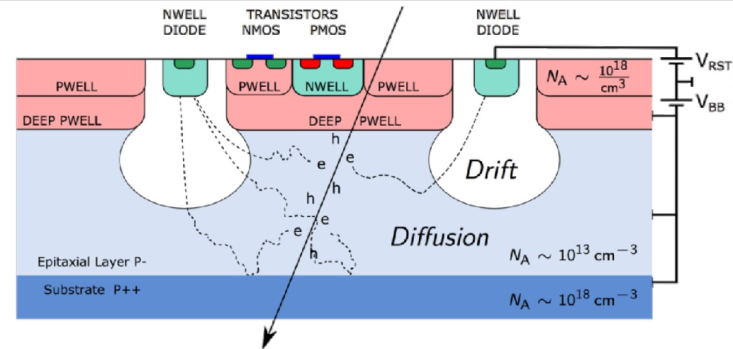 NWELL
DIODE
TRANSISTORS
NMOS PMOS
NWELL
DIODE
V_RST
V_BB
N_A ~ 10^18/cm^3
PWELL
PWELL
NWELL
PWELL
DEEP PWELL
DEEP PWELL
h
e e
h
h
e
e
h
Drift
Diffusion
Epitaxial Layer P-
N_A ~ 10^13 cm^−3
Substrate P++
N_A ~ 10^18 cm^−3